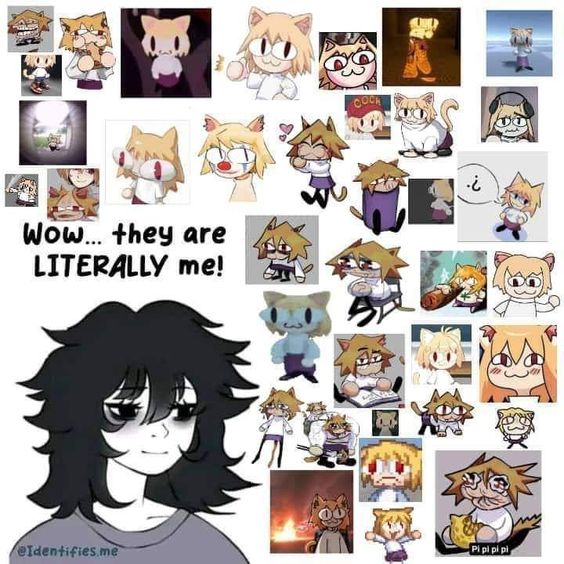 COCK
.¿
Wow... they are
LITERALLY me!
@Identifies.me
Pi pi pi pi